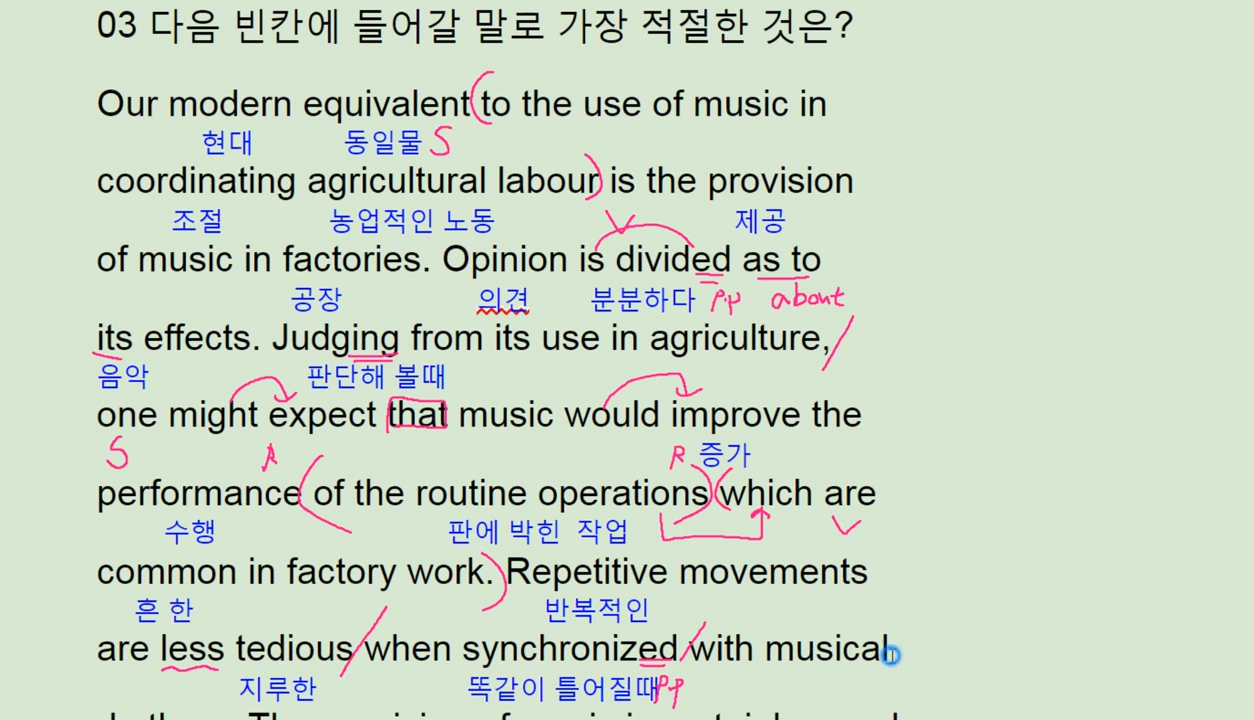 03 다음 빈칸에 들어갈 말로 가장 적절한 것은?
Our modern equivalent to the use of music in
현대 동일물 S
coordinating agricultural labour is the provision
조절 농업적인 노동 제공
of music in factories. Opinion is divided as to
공장 의견 분분하다 p.p about
its effects. Judging from its use in agriculture,
음악 판단해 볼때
one might expect that music would improve the
S R R 증가
performance of the routine operations which are
수행 판에 박힌 작업
common in factory work. Repetitive movements
흔 한 반복적인
are less tedious when synchronized with musical
지루한 똑같이 틀어질때 pp